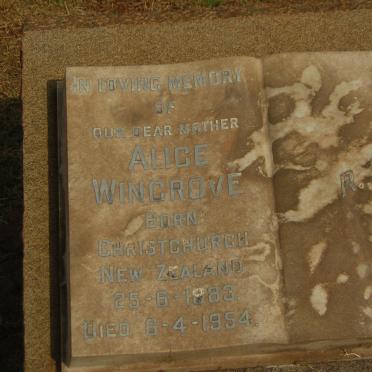 IN LOVING MEMORY
OF
OUR DEAR MOTHER
ALICE
WINGROVE
BORN
CHRISTCHURCH
NEW ZEALAND
25-6-1883.
DIED 6-4-1954.
R.